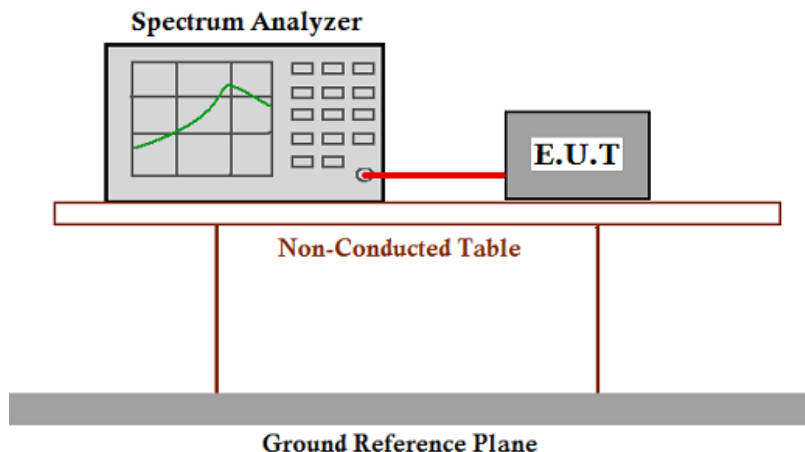 Spectrum Analyzer
E.U.T
Non-Conducted Table
Ground Reference Plane